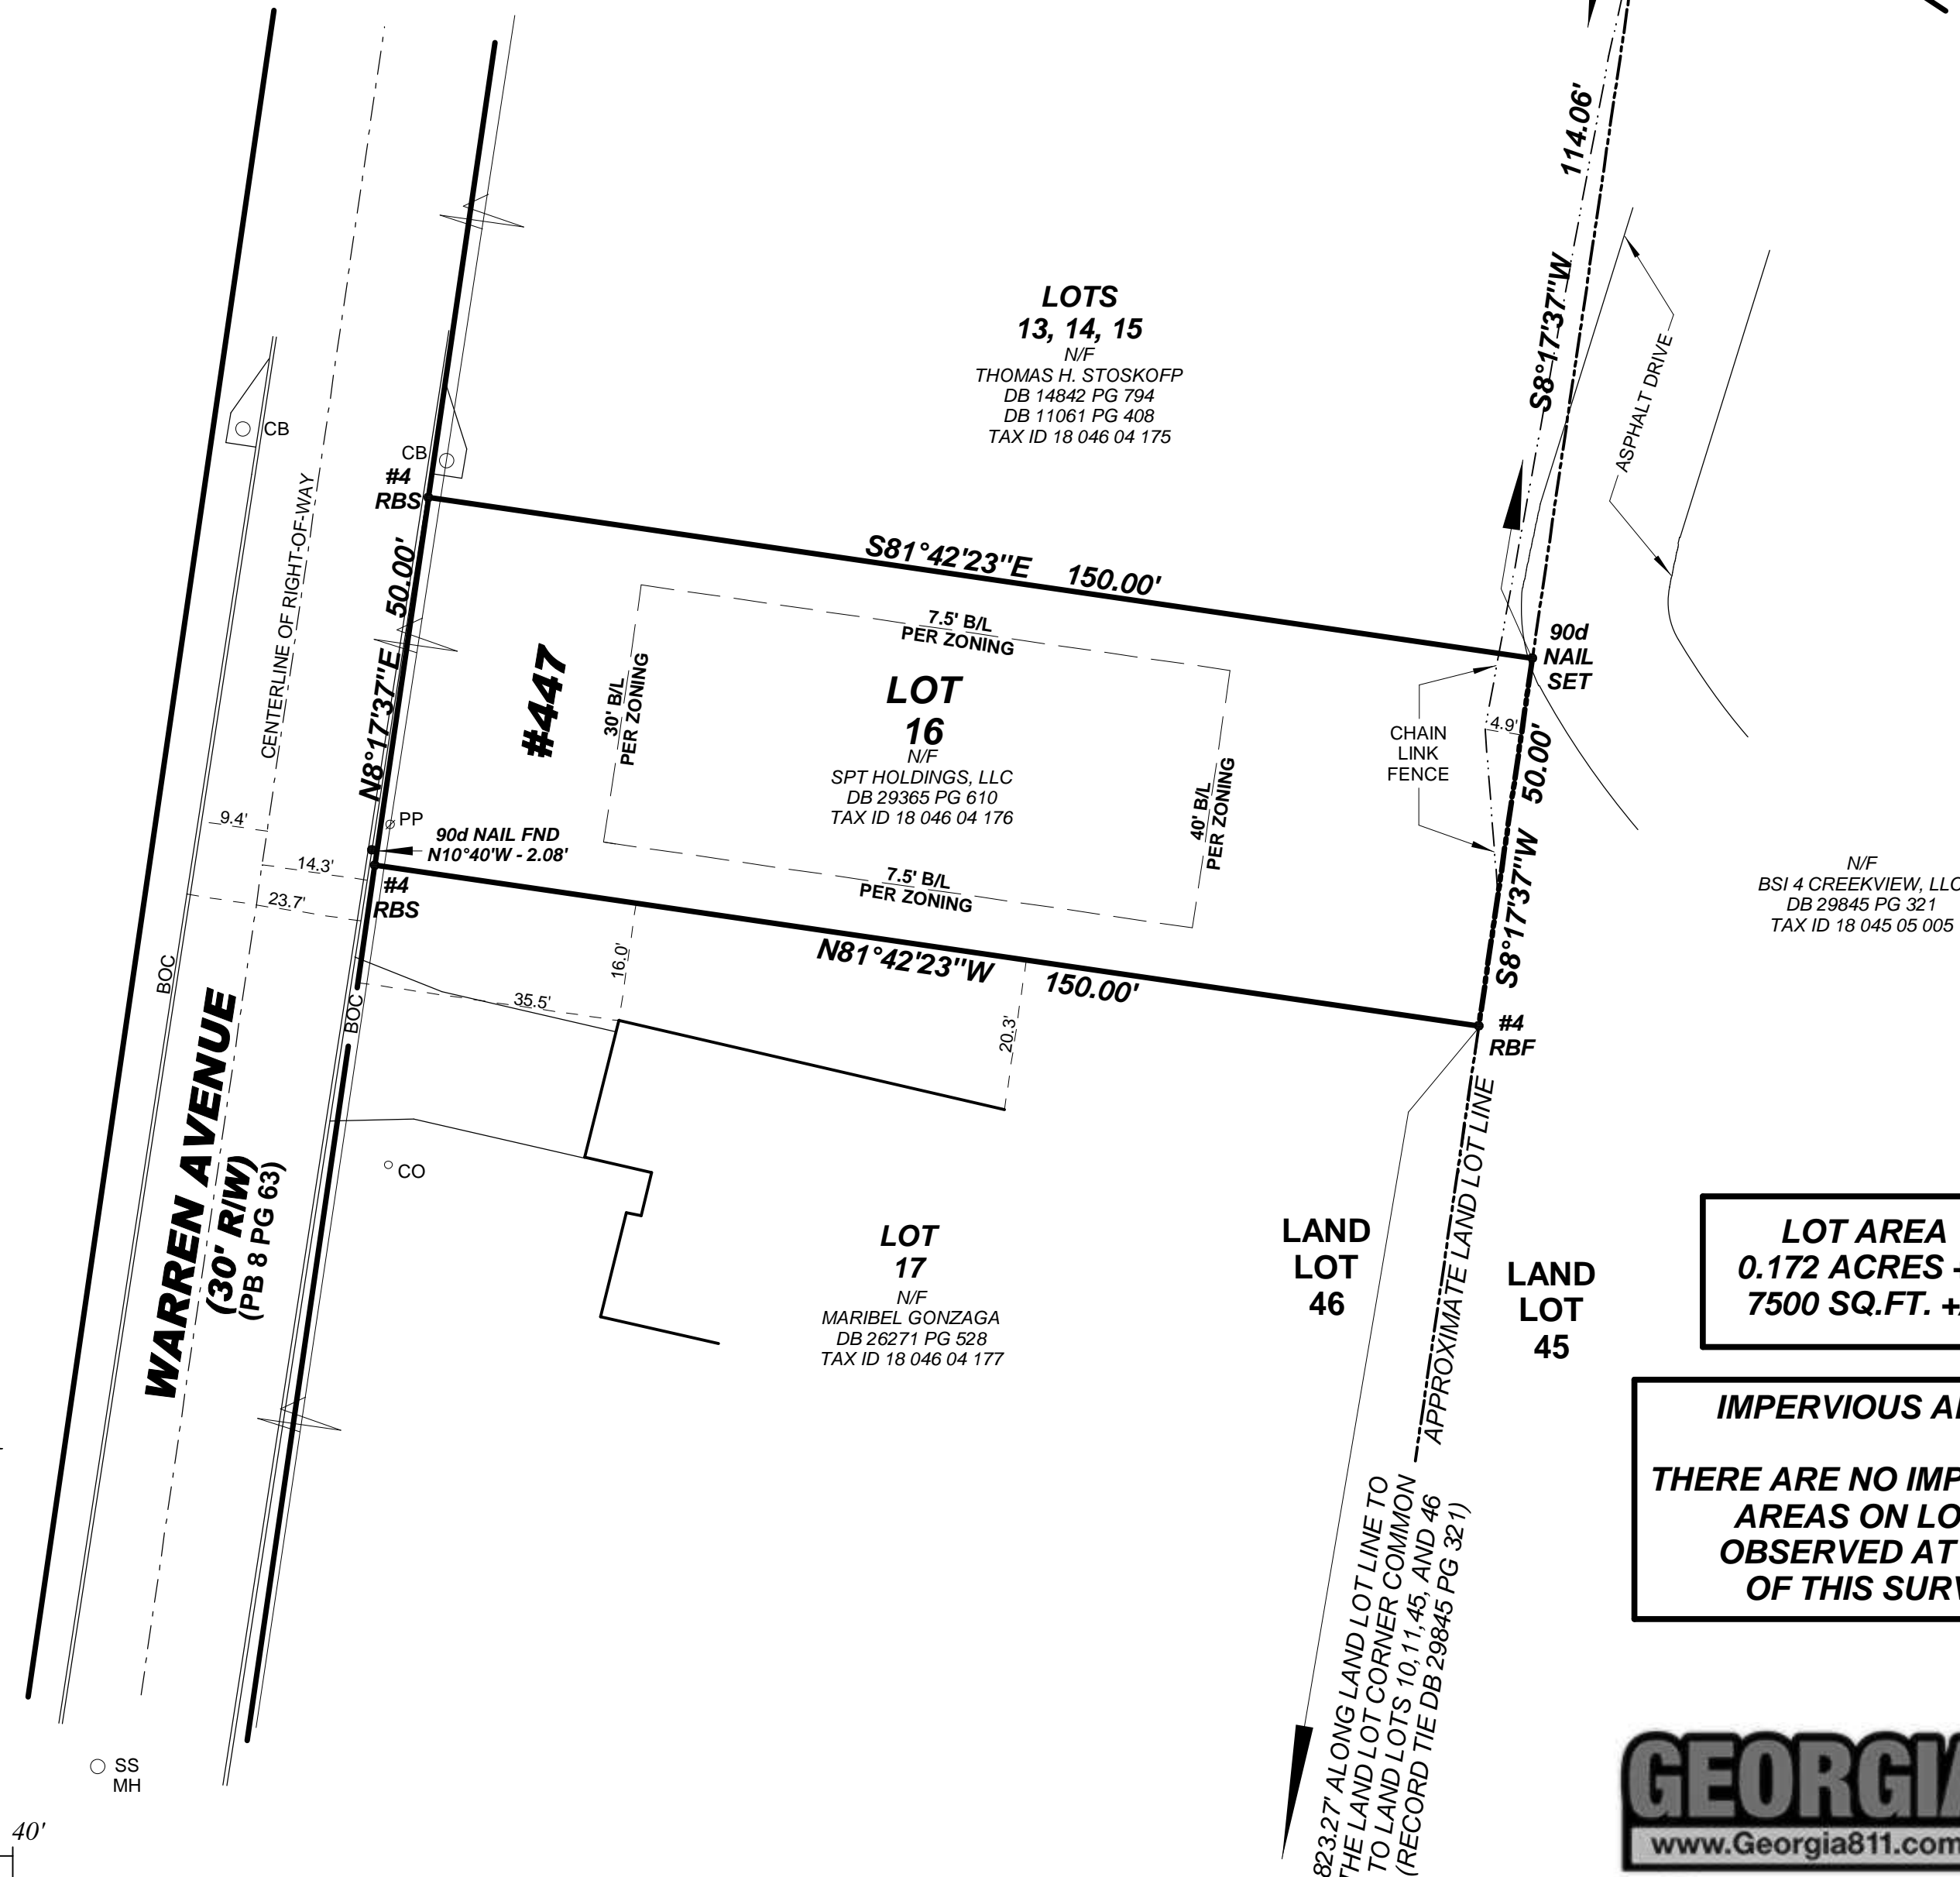 LOTS
13, 14, 15
N/F
THOMAS H. STOSKOFP
DB 14842 PG 794
DB 11061 PG 408
TAX ID 18 046 04 175
114.06'
S8°17'37"W
ASPHALT DRIVE
CB
CB
#4
RBS
CENTERLINE OF RIGHT-OF-WAY
N8°17'37"E 50.00'
S81°42'23"E 150.00'
7.5' B/L
PER ZONING
#447
30' B/L
PER ZONING
LOT
16
N/F
SPT HOLDINGS, LLC
DB 29365 PG 610
TAX ID 18 046 04 176
40' B/L
PER ZONING
CHAIN
LINK
FENCE
4.9'
90d
NAIL
SET
S8°17'37"W 50.00'
9.4'
PP
90d NAIL FND
N10°40'W - 2.08'
14.3'
23.7'
#4
RBS
7.5' B/L
PER ZONING
N81°42'23"W 150.00'
N/F
BSI 4 CREEKVIEW, LLC
DB 29845 PG 321
TAX ID 18 045 05 005
BOC
BOC
16.0'
35.5'
20.3'
#4
RBF
WARREN AVENUE
(30' R/W)
(PB 8 PG 63)
CO
LOT
17
N/F
MARIBEL GONZAGA
DB 26271 PG 528
TAX ID 18 046 04 177
LAND
LOT
46
APPROXIMATE LAND LOT LINE
LAND
LOT
45
LOT AREA
0.172 ACRES
7500 SQ.FT.
IMPERVIOUS
THERE ARE NO
AREAS ON
OBSERVED AT
OF THIS
823.27' ALONG LAND LOT LINE TO
THE LAND LOT CORNER COMMON
TO LAND LOTS 10, 11, 45, AND 46
(RECORD TIE DB 29845 PG 321)
SS
MH
40'
GEORGIA
www.Georgia811.com